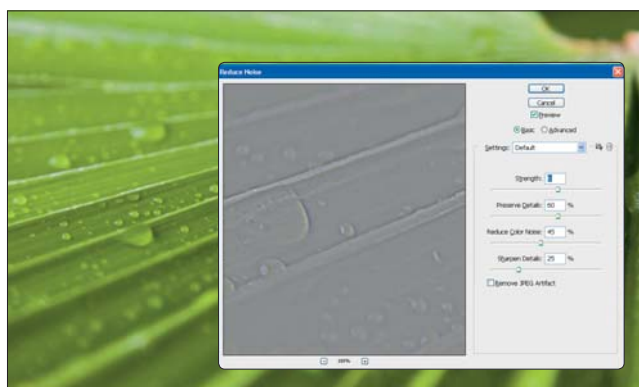 Reduce Noise
OK
Cancel
Preview
Basic Advanced
Settings: Default
Strength:
Preserve Details: 60 %
Reduce Color Noise: 45 %
Sharpen Details: 25 %
Remove JPEG Artifact
100%